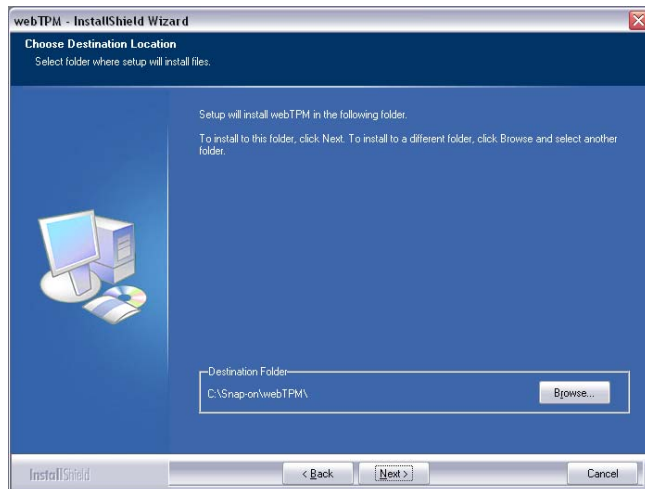 webTPM - InstallShield Wizard
Choose Destination Location
Select folder where setup will install files.
Setup will install webTPM in the following folder.
To install to this folder, click Next. To install to a different folder, click Browse and select another
folder.
Destination Folder
C:\Snap-on\webTPM\
Browse...
InstallShield
< Back
Next >
Cancel